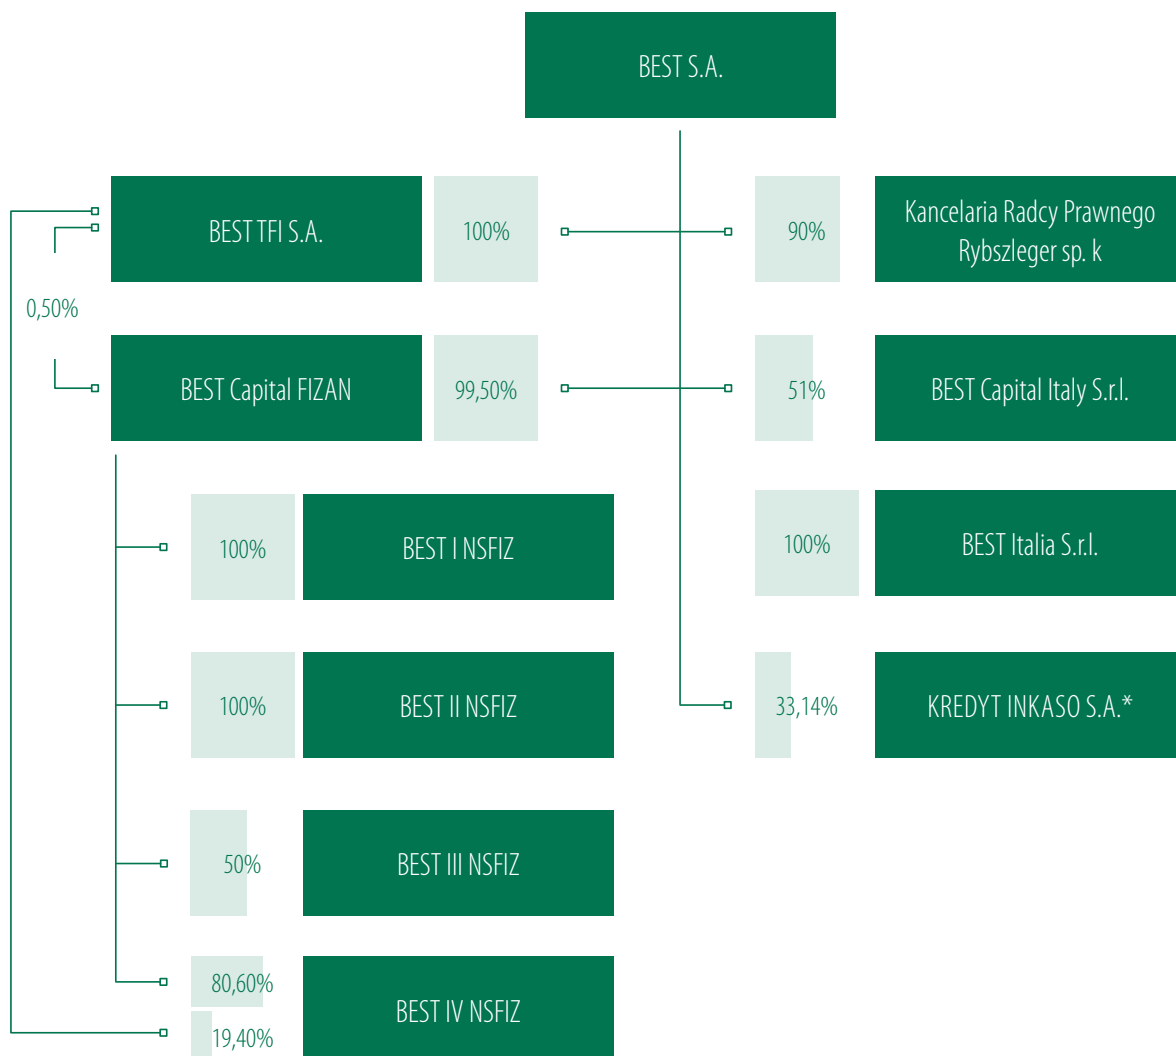 BEST S.A.
BEST TFI S.A.
100%
90%
Kancelaria Radcy Prawnego
Rybszleger sp. k
0,50%
BEST Capital FIZAN
99,50%
51%
BEST Capital Italy S.r.l.
100%
BEST I NSFIZ
100%
BEST Italia S.r.l.
100%
BEST II NSFIZ
33,14%
KREDYT INKASO S.A.*
50%
BEST III NSFIZ
80,60%
19,40%
BEST IV NSFIZ